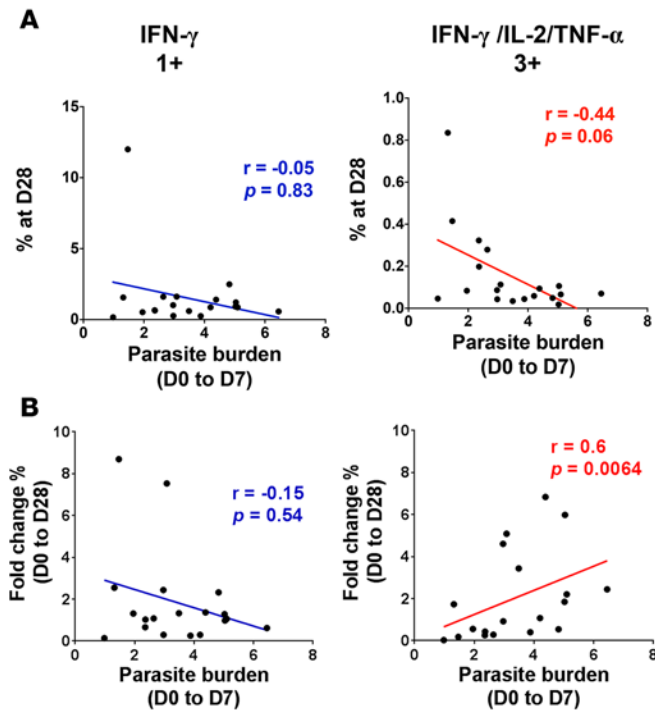 A
IFN-γ
1+
% at D28
15
10
5
0
r = -0.05
p = 0.83
0 2 4 6 8
Parasite burden
(D0 to D7)
IFN-γ /IL-2/TNF-α
3+
% at D28
1.0
0.8
0.6
0.4
0.2
0.0
r = -0.44
p = 0.06
0 2 4 6 8
Parasite burden
(D0 to D7)
B
Fold change %
(D0 to D28)
10
8
6
4
2
0
r = -0.15
p = 0.54
0 2 4 6 8
Parasite burden
(D0 to D7)
Fold change %
(D0 to D28)
10
8
6
4
2
0
r = 0.6
p = 0.0064
0 2 4 6 8
Parasite burden
(D0 to D7)